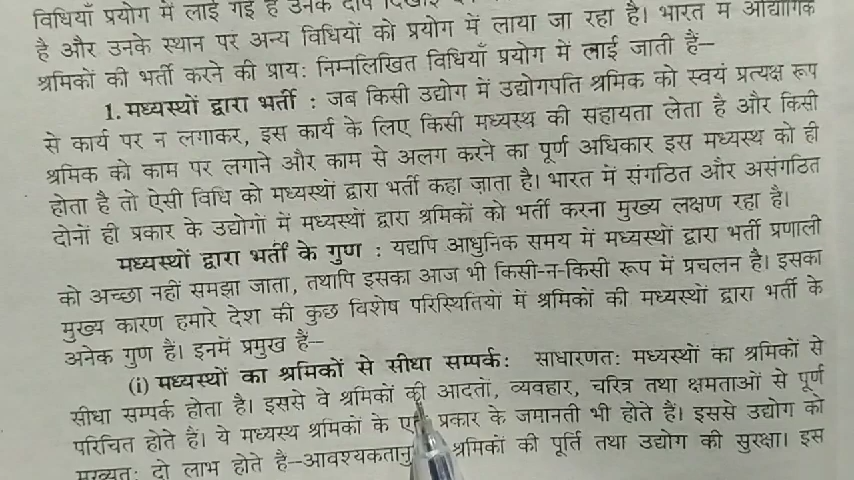 विधियाँ प्रयोग में लाई गई हैं उनके दोष दिखाई
है और उनके स्थान पर अन्य विधियों को प्रयोग में लाया जा रहा है। भारत में औद्योगिक
श्रमिकों की भर्ती करने की प्राय: निम्नलिखित विधियाँ प्रयोग में लाई जाती हैं—
1. मध्यस्थों द्वारा भर्ती : जब किसी उद्योग में उद्योगपति श्रमिक को स्वयं प्रत्यक्ष रूप
से कार्य पर न लगाकर, इस कार्य के लिए किसी मध्यस्थ की सहायता लेता है और किसी
श्रमिक को काम पर लगाने और काम से अलग करने का पूर्ण अधिकार इस मध्यस्थ को ही
होता है तो ऐसी विधि को मध्यस्थों द्वारा भर्ती कहा जाता है। भारत में संगठित और असंगठित
दोनों ही प्रकार के उद्योगों में मध्यस्थों द्वारा श्रमिकों को भर्ती करना मुख्य लक्षण रहा है।
मध्यस्थों द्वारा भर्ती के गुण : यद्यपि आधुनिक समय में मध्यस्थों द्वारा भर्ती प्रणाली
को अच्छा नहीं समझा जाता, तथापि इसका आज भी किसी-न-किसी रूप में प्रचलन है। इसका
मुख्य कारण हमारे देश की कुछ विशेष परिस्थितियों में श्रमिकों की मध्यस्थों द्वारा भर्ती के
अनेक गुण हैं। इनमें प्रमुख हैं—
(i) मध्यस्थों का श्रमिकों से सीधा सम्पर्क: साधारणत: मध्यस्थों का श्रमिकों से
सीधा सम्पर्क होता है। इससे वे श्रमिकों की आदतों, व्यवहार, चरित्र तथा क्षमताओं से पूर्ण
परिचित होते हैं। ये मध्यस्थ श्रमिकों के प्रकार के जमानती भी होते हैं। इससे उद्योग को
मुख्यत: दो लाभ होते हैं—आवश्यकतानु श्रमिकों की पूर्ति तथा उद्योग की सुरक्षा। इस